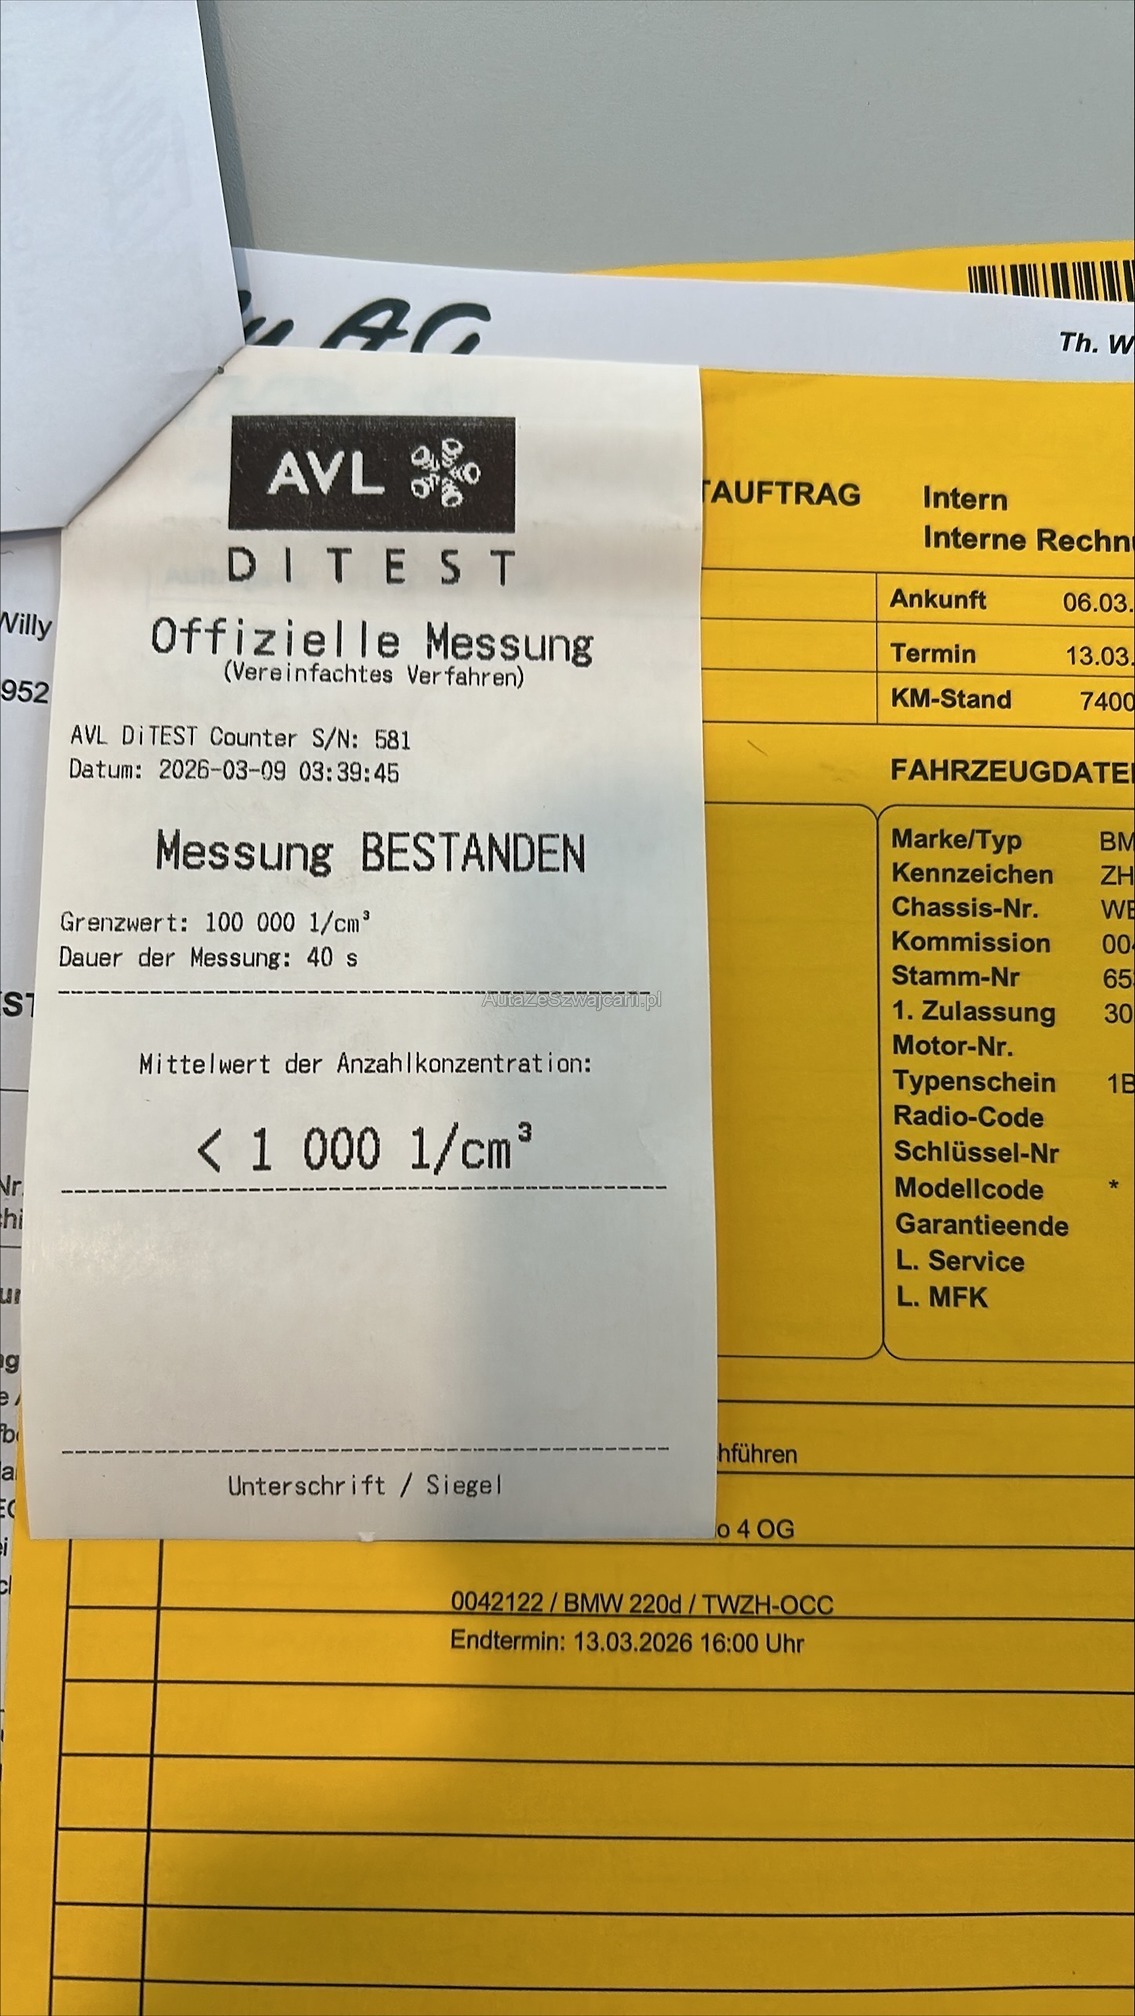 AG
Th. W
AVL
DITEST
Offizielle Messung
(Vereinfachtes Verfahren)
AVL DiTEST Counter S/N: 581
Datum: 2026-03-09 03:39:45
Messung BESTANDEN
Grenzwert: 100 000 1/cm³
Dauer der Messung: 40 s
AutaZeSzwajcarii.pl
Mittelwert der Anzahlkonzentration:
< 1 000 1/cm³
Unterschrift / Siegel
Willy
952
TAUFTRAG
Intern
Interne Rechnu
Ankunft 06.03.
Termin 13.03.
KM-Stand 7400
FAHRZEUGDATE
Marke/Typ BM
Kennzeichen ZH
Chassis-Nr. WB
Kommission 004
Stamm-Nr 65
1. Zulassung 30
Motor-Nr.
Typenschein 1B
Radio-Code
Schlüssel-Nr
Modellcode *
Garantieende
L. Service
L. MFK
hführen
o 4 OG
0042122 / BMW 220d / TWZH-OCC
Endtermin: 13.03.2026 16:00 Uhr